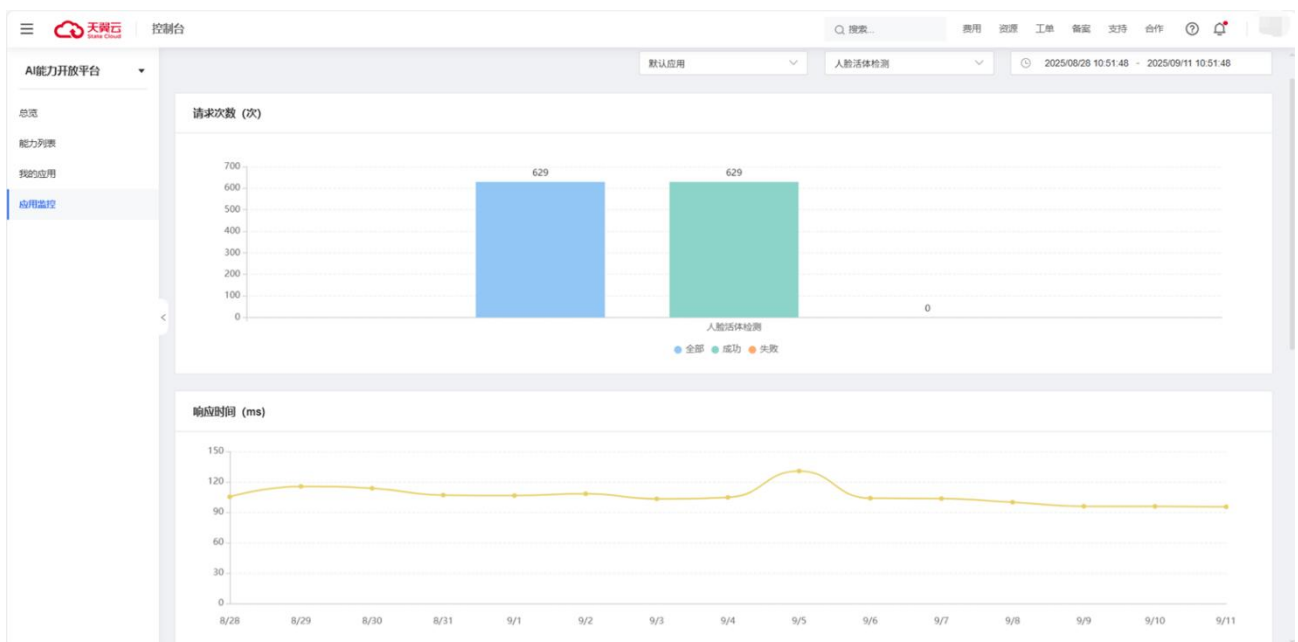 天翼云
State Cloud
控制台
搜索...
费用 资源 工单 备案 支持 合作
AI能力开放平台
默认应用 人脸活体检测 2025/08/28 10:51:48 - 2025/09/11 10:51:48
总览
能力列表
我的应用
应用监控
请求次数 (次)
700
600
500
400
300
200
100
0
629 629 0
人脸活体检测
全部 成功 失败
响应时间 (ms)
150
120
90
60
30
0
8/28 8/29 8/30 8/31 9/1 9/2 9/3 9/4 9/5 9/6 9/7 9/8 9/9 9/10 9/11